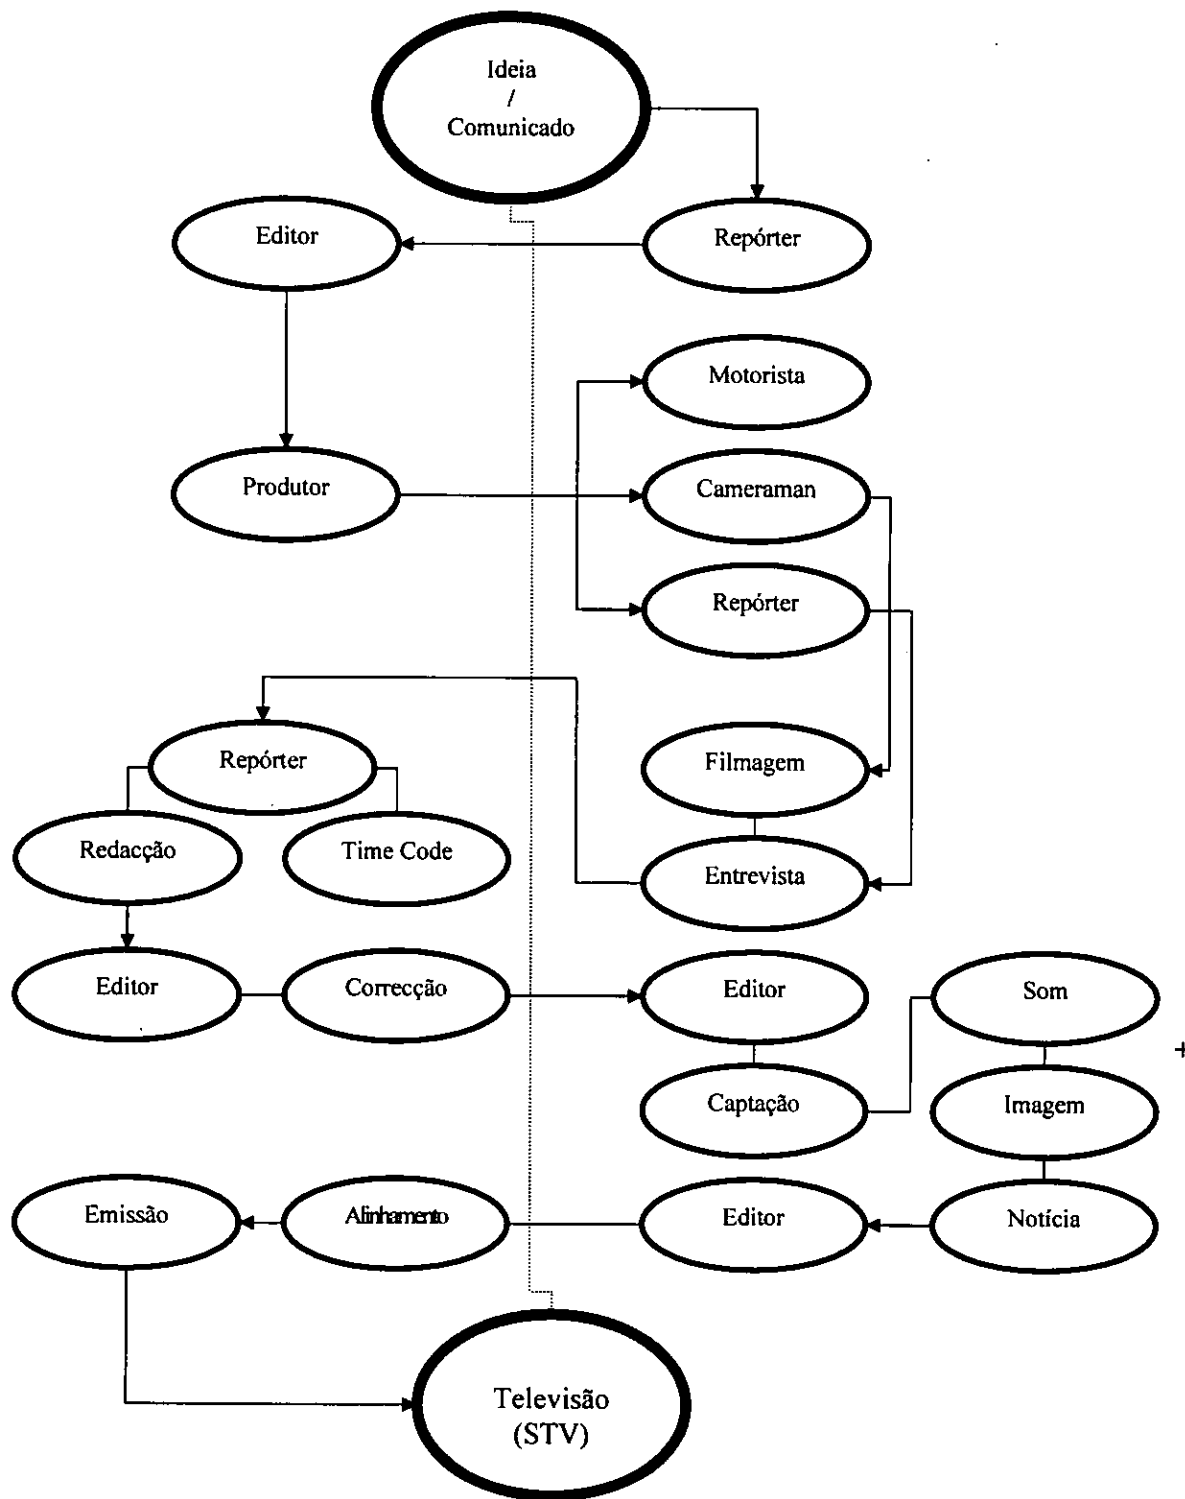 Ideia
/
Comunicado
Editor
Repórter
Motorista
Produtor
Cameraman
Repórter
Repórter
Filmagem
Redacção
Time Code
Entrevista
Editor
Correcção
Editor
Som
Captação
Imagem
Emissão
Alinhamento
Editor
Notícia
Televisão
(STV)